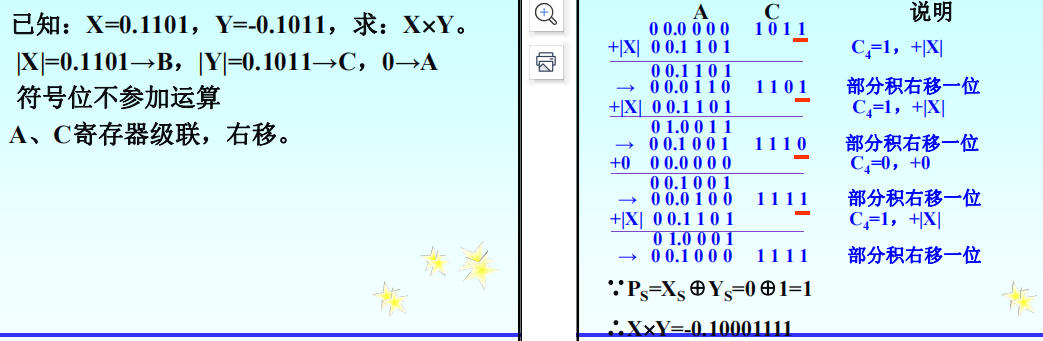 已知：X=0.1101，Y=-0.1011，求：X×Y。
|X|=0.1101→B，|Y|=0.1011→C，0→A
符号位不参加运算
A、C寄存器级联，右移。
A C 说明
0 0.0 0 0 0 1 0 1 1
+|X| 0 0.1 1 0 1 C4=1，+|X|
0 0.1 1 0 1
→ 0 0.0 1 1 0 1 1 0 1 部分积右移一位
+|X| 0 0.1 1 0 1 C4=1，+|X|
0 1.0 0 1 1
→ 0 0.1 0 0 1 1 1 1 0 部分积右移一位
+0 0 0.0 0 0 0 C4=0，+0
0 0.1 0 0 1
→ 0 0.0 1 0 0 1 1 1 1 部分积右移一位
+|X| 0 0.1 1 0 1 C4=1，+|X|
0 1.0 0 0 1
→ 0 0.1 0 0 0 1 1 1 1 部分积右移一位
∵PS=XS⊕YS=0⊕1=1
∴X×Y=-0.10001111